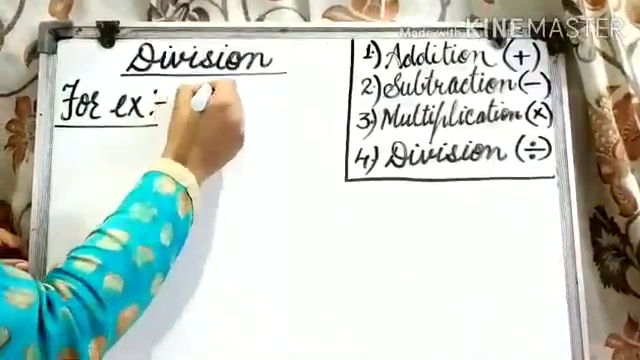 Made with KINEMASTER
Division
For ex:-
1) Addition (+)
2) Subtraction (-)
3) Multiplication (×)
4) Division (÷)